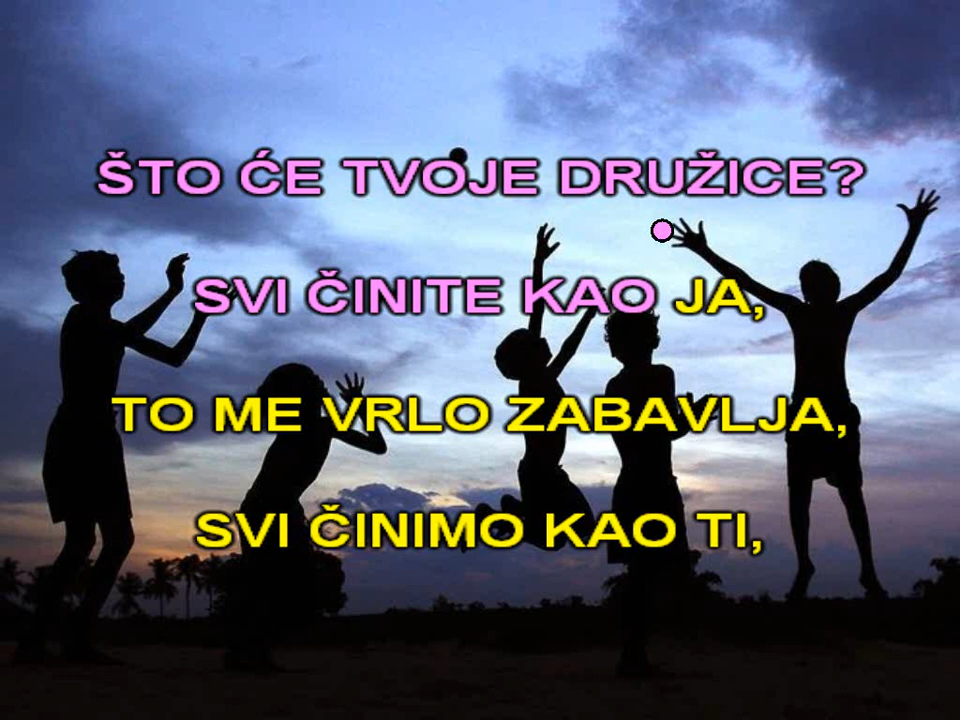 ŠTO ĆE TVOJE DRUŽICE?
SVI ČINITE KAO JA,
TO ME VRLO ZABAVLJA,
SVI ČINIMO KAO TI,